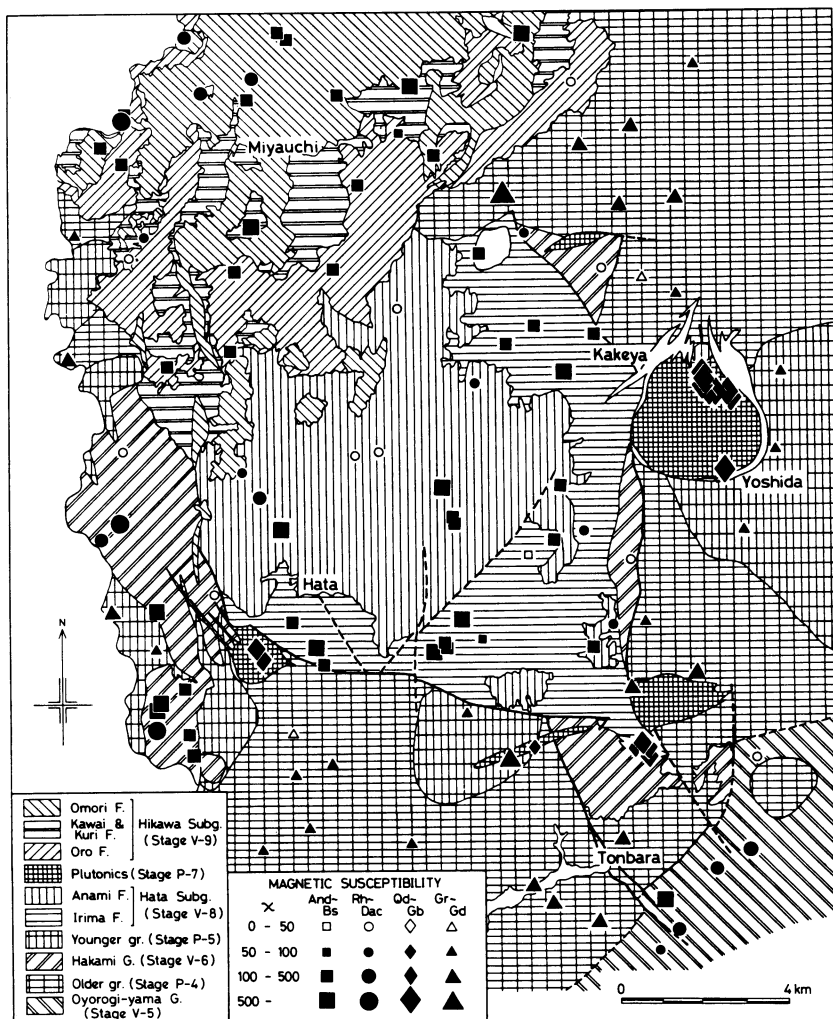 Miyauchi
Kakeya
Yoshida
Hata
N
Tonbara
Omori F.
Kawai & Kuri F.
Hikawa Subg.
(Stage V-9)
Oro F.
Plutonics (Stage P-7)
Anami F.
Hata Subg.
(Stage V-8)
Irima F.
Younger gr. (Stage P-5)
Hakami G. (Stage V-6)
Older gr. (Stage P-4)
Oyorogi-yama G.
(Stage V-5)
MAGNETIC SUSCEPTIBILITY
× And~ Bs Rh~ Dac Qd~ Gb Gr~ Gd
0 - 50
50 - 100
100 - 500
500 -
0 4 km